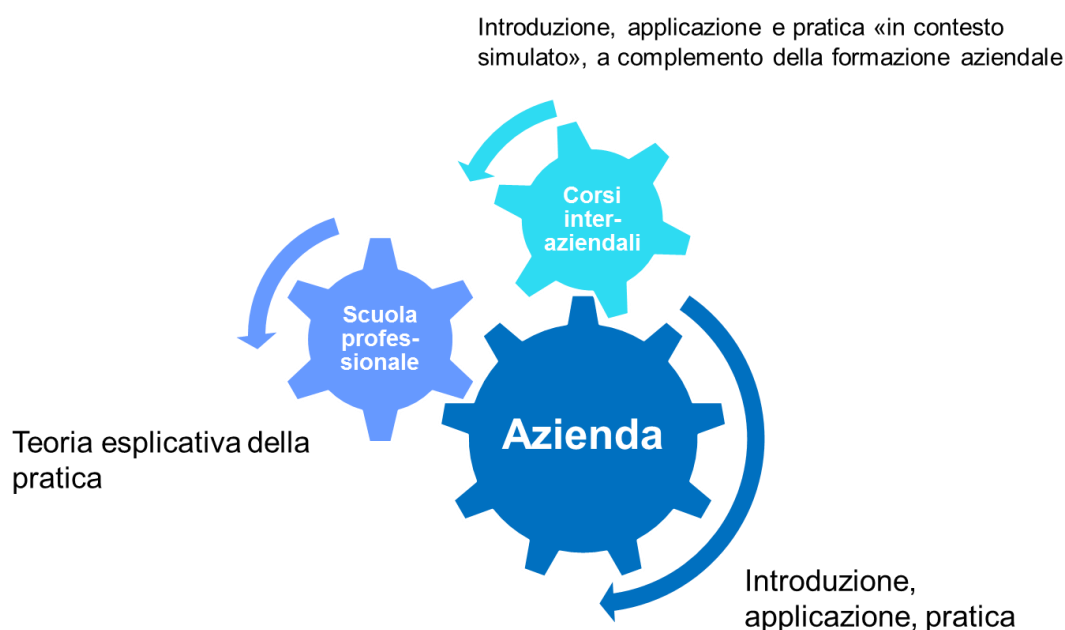 Introduzione, applicazione e pratica «in contesto
simulato», a complemento della formazione aziendale
Corsi
inter-
aziendali
Scuola
profes-
sionale
Azienda
Teoria esplicativa della
pratica
Introduzione,
applicazione, pratica